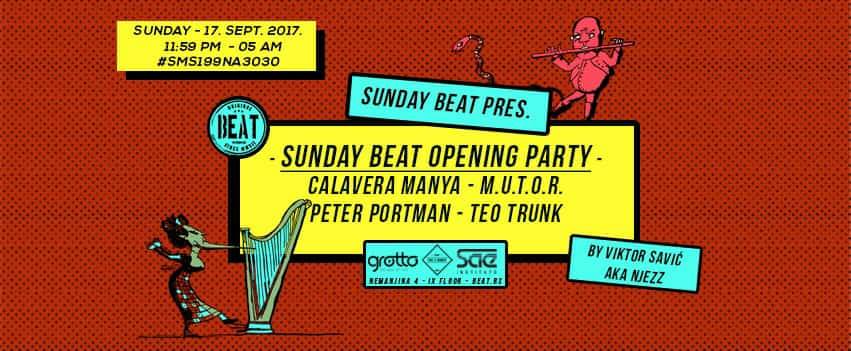 SUNDAY - 17. SEPT. 2017.
11:59 PM - 05 AM
#SMS199NA3030
SUNDAY BEAT PRES.
ORIGINAL
BEAT
- SUNDAY BEAT OPENING PARTY -
CALAVERA MANYA - M.U.T.O.R.
PETER PORTMAN - TEO TRUNK
grotto
SAE
INSTITUTE
NEMANJINA 4 - IX FLOOR - BEAT.RS
BY VIKTOR SAVIĆ
AKA NJEZZ